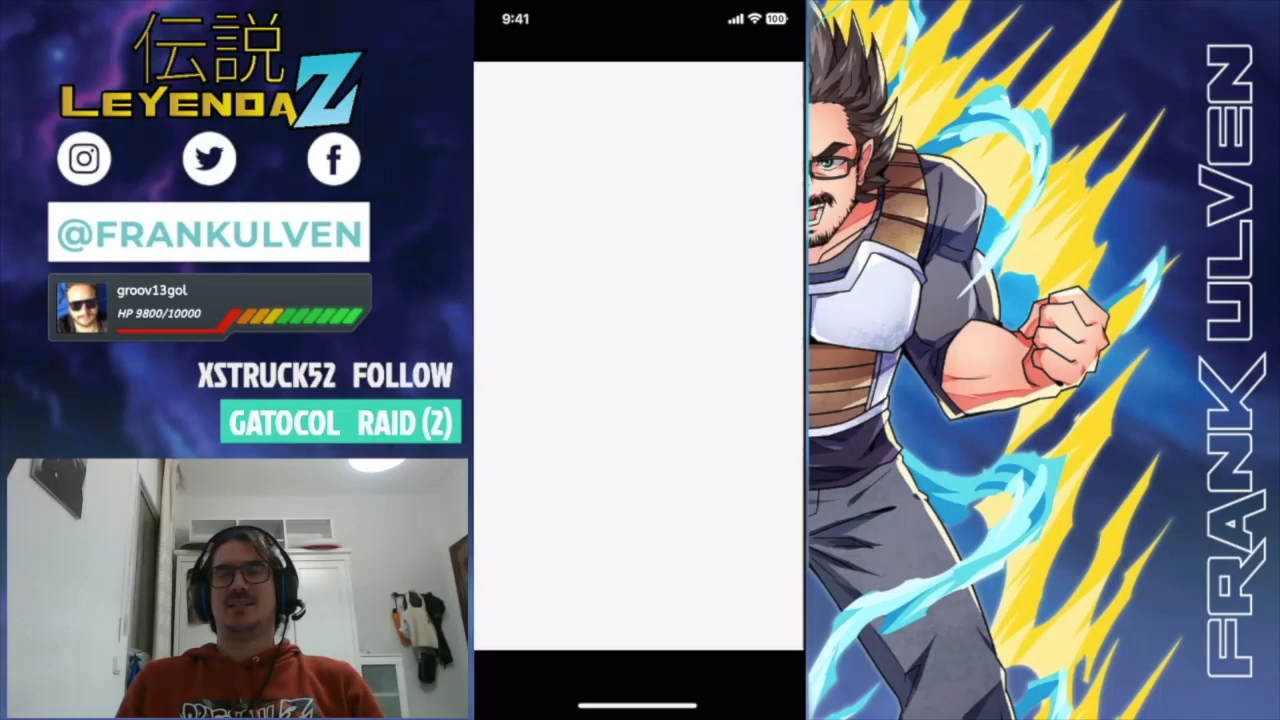 伝説
LEYENDA Z
@FRANKULVEN
groov13gol
HP 9800/10000
XSTRUCK52 FOLLOW
GATOCOL RAID (2)
9:41
100
FRANK ULVEN